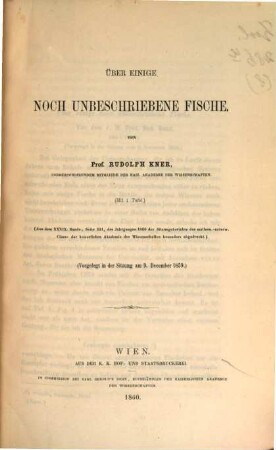 ÜBER EINIGE
NOCH UNBESCHRIEBENE FISCHE.
VON
Prof. RUDOLPH KNER,
CORRESPONDIRENDEM MITGLIEDE DER KAIS. AKADEMIE DER WISSENSCHAFTEN.
(Mit 1 Tafel.)
(Aus dem XXXIX. Bande, Seite 531, des Jahrganges 1860 der Sitzungsberichte der mathem.-naturw.
Classe der kaiserlichen Akademie der Wissenschaften besonders abgedruckt.)
(Vorgelegt in der Sitzung am 9. December 1859.)
WIEN.
AUS DER K. K. HOF- UND STAATSDRUCKEREI
IN COMMISSION BEI KARL GEROLD'S SOHN, BUCHHÄNDLER DER KAISERLICHEN AKADEMIE
DER WISSENSCHAFTEN.
1860.